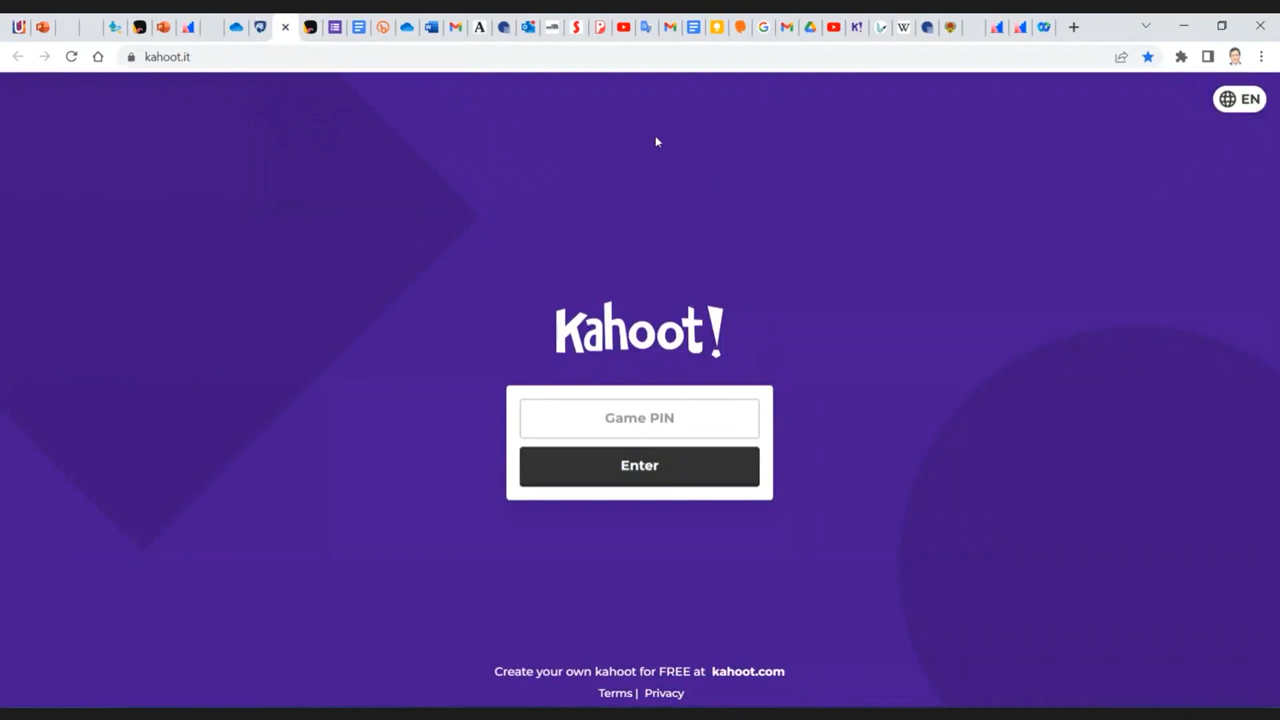 kahoot.it
EN
Kahoot!
Game PIN
Enter
Create your own kahoot for FREE at kahoot.com
Terms | Privacy